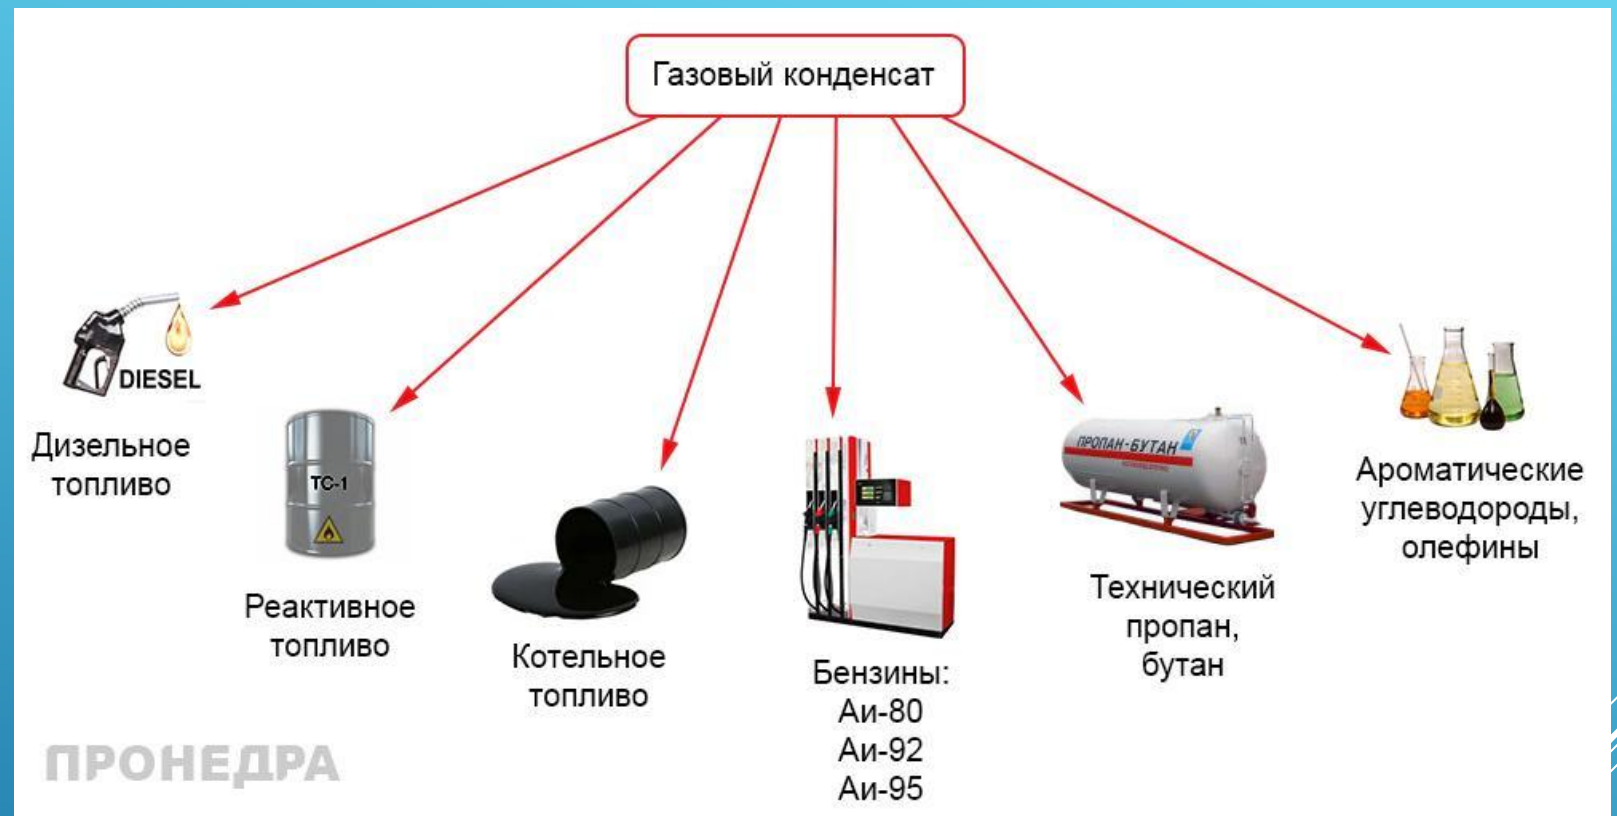 Газовый конденсат
DIESEL
Дизельное
топливо
ТС-1
Реактивное
топливо
Котельное
топливо
Бензины:
Аи-80
Аи-92
Аи-95
ПРОПАН-БУТАН
Технический
пропан,
бутан
Ароматические
углеводороды,
олефины
ПРОНЕДРА